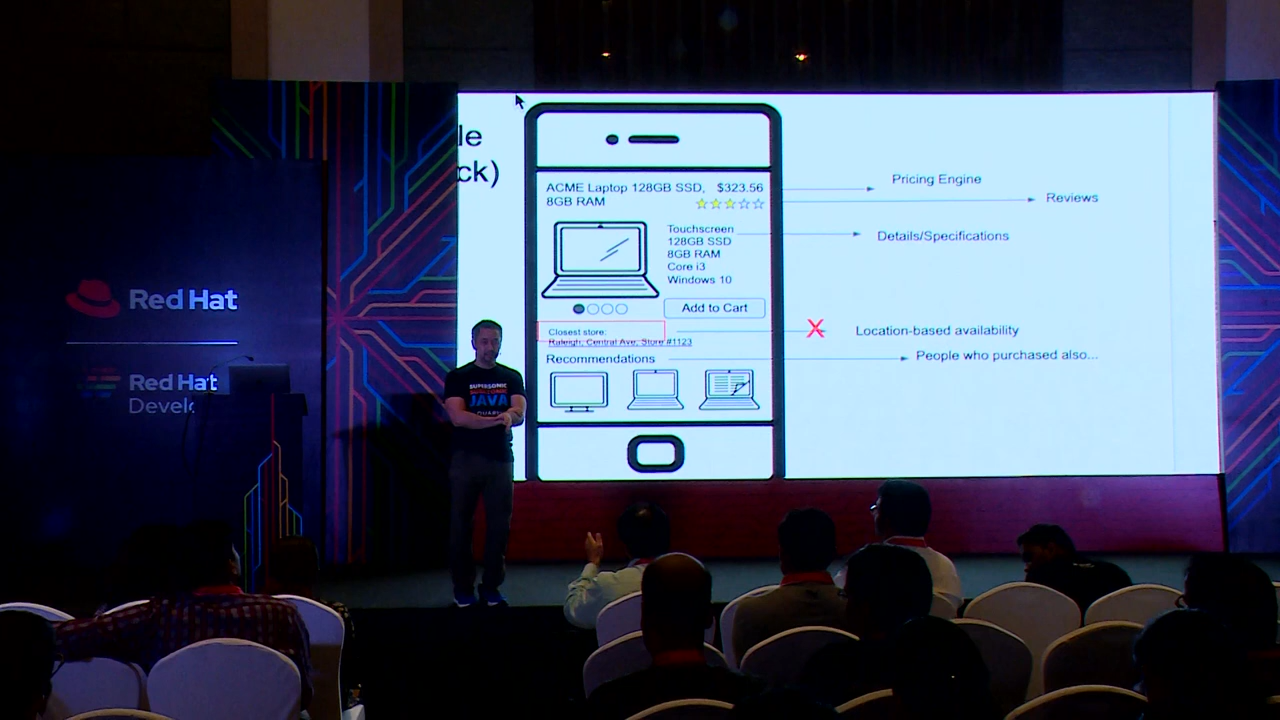 le
ck)
ACME Laptop 128GB SSD, $323.56
8GB RAM
Touchscreen
128GB SSD
8GB RAM
Core i3
Windows 10
Add to Cart
Closest store:
Raleigh, Central Ave, Store #1123
Recommendations
Pricing Engine
Reviews
Details/Specifications
X
Location-based availability
People who purchased also...
Red Hat
Red Hat
Develo
SUPERSONIC
SUBATOMIC
JAVA